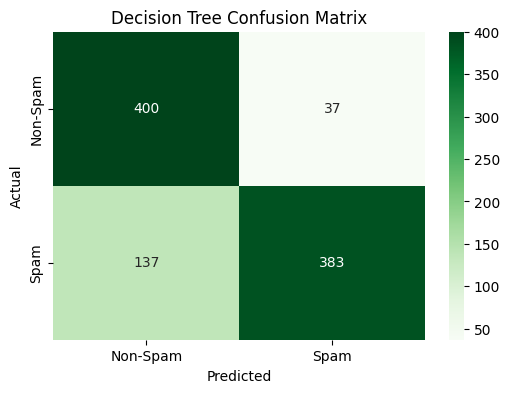 Decision Tree Confusion Matrix
Actual
Non-Spam
Spam
400
37
137
383
Non-Spam
Spam
Predicted
400
350
300
250
200
150
100
50